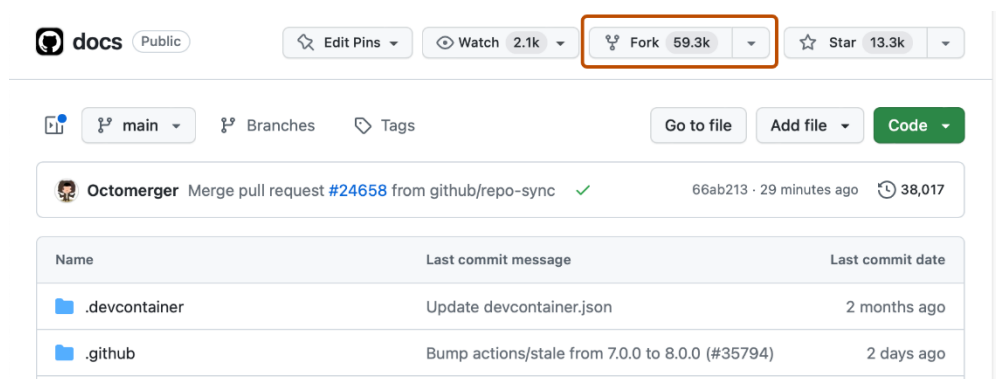 docs Public Edit Pins Watch 2.1k Fork 59.3k Star 13.3k
main Branches Tags Go to file Add file Code
Octomerger Merge pull request #24658 from github/repo-sync 66ab213 · 29 minutes ago 38,017
Name Last commit message Last commit date
.devcontainer Update devcontainer.json 2 months ago
.github Bump actions/stale from 7.0.0 to 8.0.0 (#35794) 2 days ago